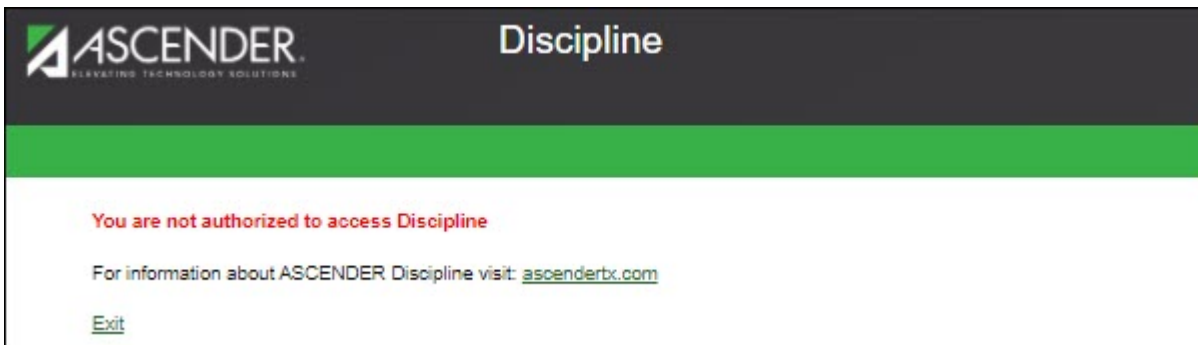 ASCENDER
Discipline
ELEVATING TECHNOLOGY SOLUTIONS
You are not authorized to access Discipline
For information about ASCENDER Discipline visit: ascendertx.com
Exit